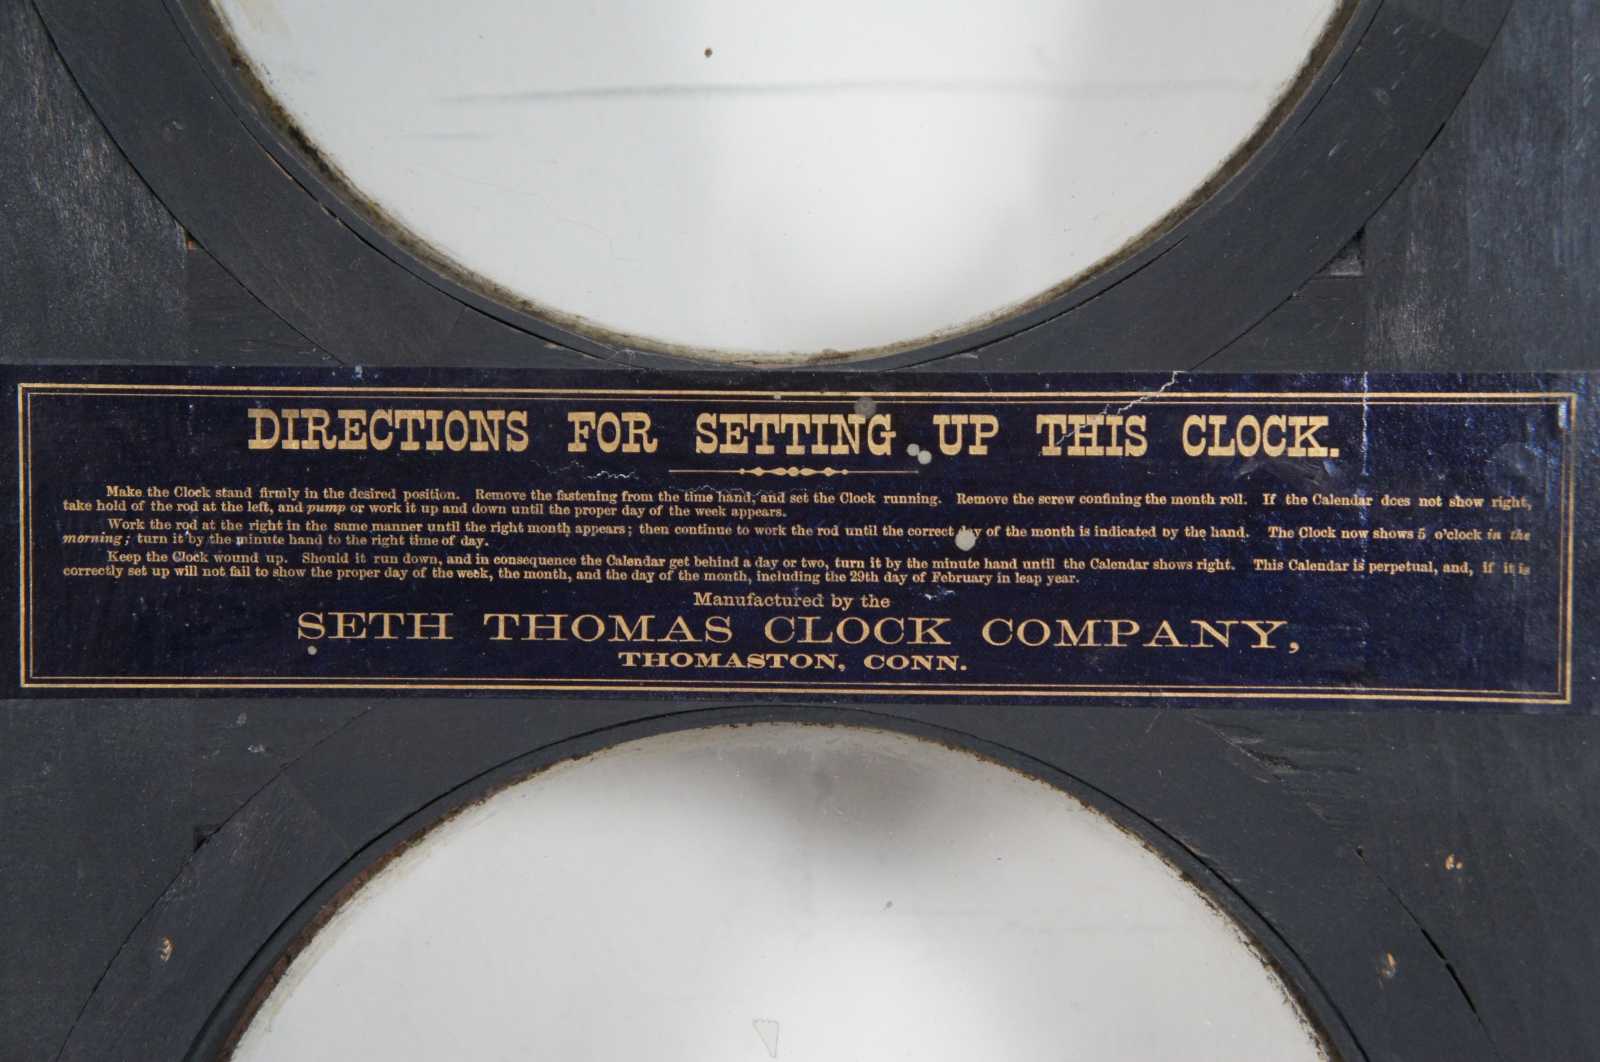 DIRECTIONS FOR SETTING UP THIS CLOCK.
Make the Clock stand firmly in the desired position. Remove the fastening from the time hand, and set the Clock running. Remove the screw confining the month roll. If the Calendar does not show right,
take hold of the rod at the left, and pump or work it up and down until the proper day of the week appears.
Work the rod at the right in the same manner until the right month appears; then continue to work the rod until the correct day of the month is indicated by the hand. The Clock now shows 5 o'clock in the
morning; turn it by the minute hand to the right time of day.
Keep the Clock wound up. Should it run down, and in consequence the Calendar get behind a day or two, turn it by the minute hand until the Calendar shows right. This Calendar is perpetual, and, if it is
correctly set up will not fail to show the proper day of the week, the month, and the day of the month, including the 29th day of February in leap year.
Manufactured by the
SETH THOMAS CLOCK COMPANY,
THOMASTON, CONN.